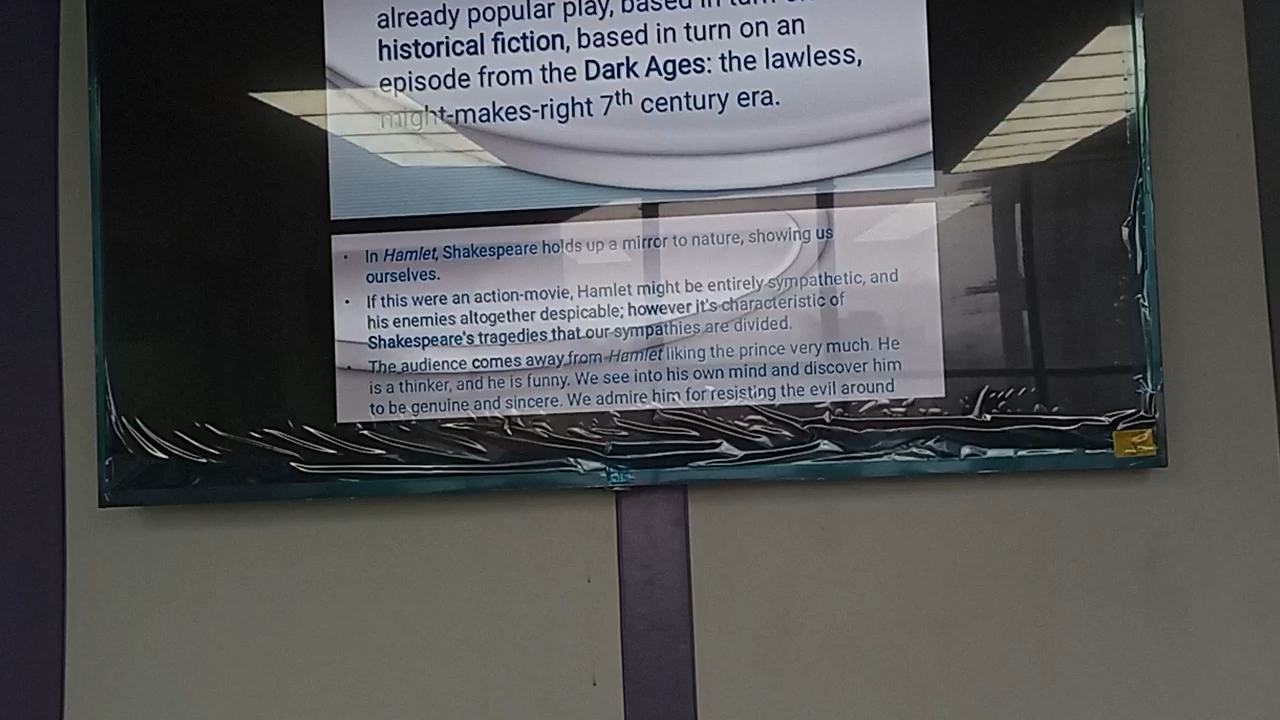 already popular play, based in turn
historical fiction, based in turn on an
episode from the Dark Ages: the lawless,
might-makes-right 7th century era.
• In Hamlet, Shakespeare holds up a mirror to nature, showing us
ourselves.
• If this were an action-movie, Hamlet might be entirely sympathetic, and
his enemies altogether despicable; however it's characteristic of
Shakespeare's tragedies that our sympathies are divided.
• The audience comes away from Hamlet liking the prince very much. He
is a thinker, and he is funny. We see into his own mind and discover him
to be genuine and sincere. We admire him for resisting the evil around